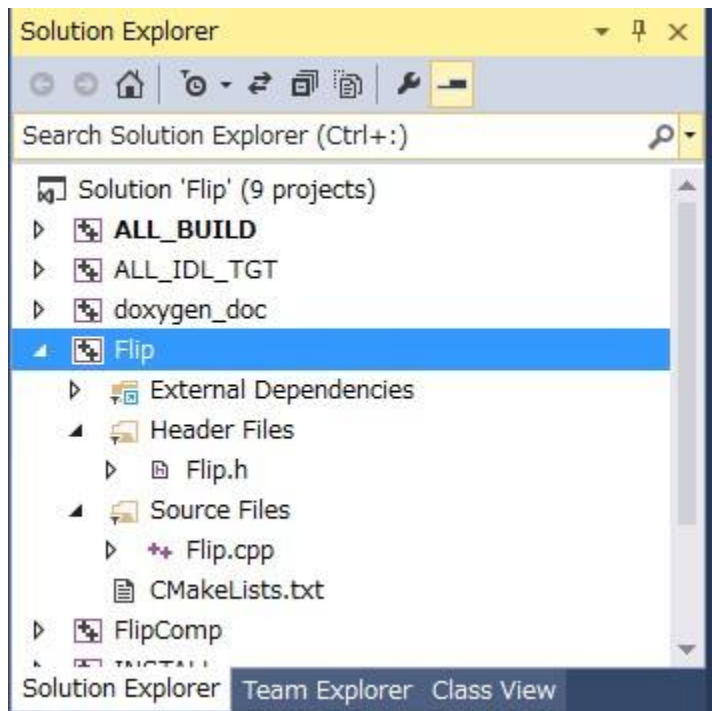 Solution Explorer
Search Solution Explorer (Ctrl+:)
Solution 'Flip' (9 projects)
ALL_BUILD
ALL_IDL_TGT
doxygen_doc
Flip
External Dependencies
Header Files
Flip.h
Source Files
Flip.cpp
CMakeLists.txt
FlipComp
INSTALL
Solution Explorer Team Explorer Class View